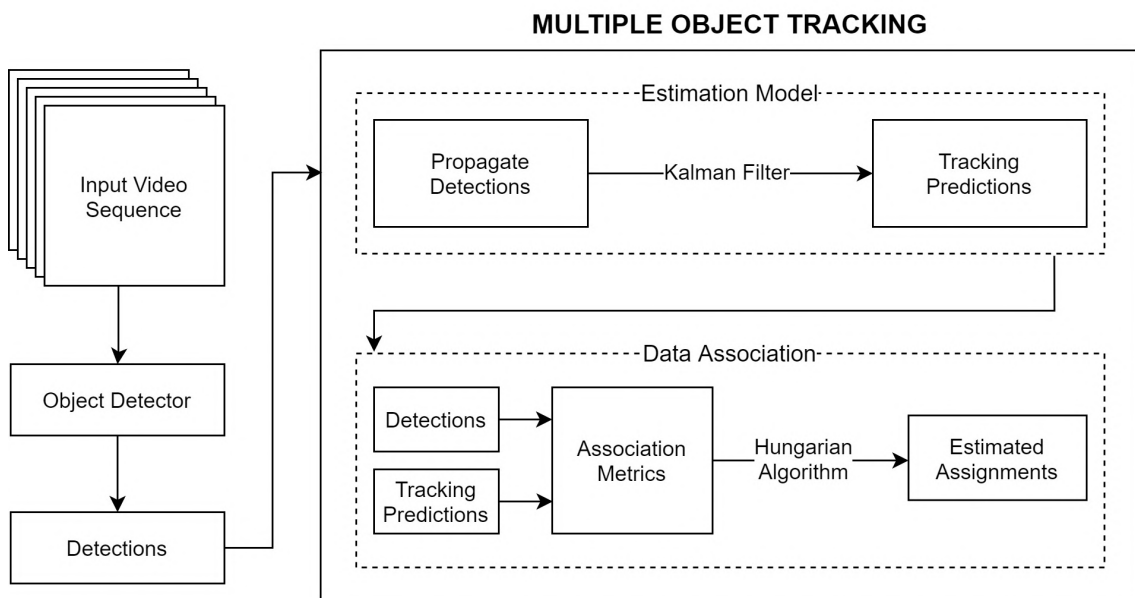 MULTIPLE OBJECT TRACKING
Input Video
Sequence
Object Detector
Detections
Estimation Model
Propagate
Detections
Kalman Filter
Tracking
Predictions
Data Association
Detections
Tracking
Predictions
Association
Metrics
Hungarian
Algorithm
Estimated
Assignments